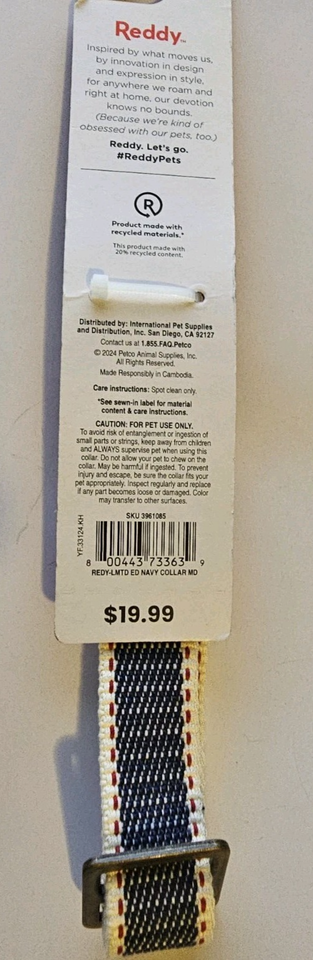 Reddy™
Inspired by what moves us,
by innovation in design
and expression in style,
for anywhere we roam and
right at home, our devotion
knows no bounds.
(Because we're kind of
obsessed with our pets, too.)
Reddy. Let's go.
#ReddyPets
R
Product made with
recycled materials.*
This product made with
20% recycled content.
Distributed by: International Pet Supplies
and Distribution, Inc. San Diego, CA 92127
Contact us at 1.855.FAQ.Petco
© 2024 Petco Animal Supplies, Inc.
All Rights Reserved.
Made Responsibly in Cambodia.
Care instructions: Spot clean only.
*See sewn-in label for material
content & care instructions.
CAUTION: FOR PET USE ONLY.
To avoid risk of entanglement or ingestion of
small parts or strings, keep away from children
and ALWAYS supervise pet when using this
collar. Do not allow your pet to chew on the
collar. May be harmful if ingested. To prevent
injury and escape, be sure the collar fits your
pet appropriately. Inspect regularly and replace
if any part becomes loose or damaged. Color
may transfer to other surfaces.
SKU 3961085
YF.33124.KH
8 00443 73363 9
REDY-LMTD ED NAVY COLLAR MD
$19.99